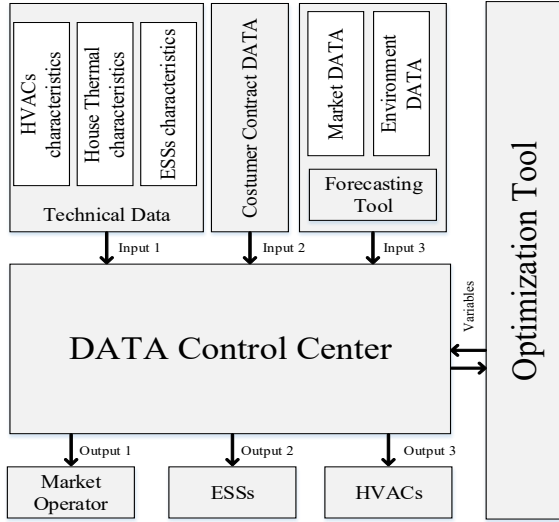 HVACs
characteristics
House Thermal
characteristics
ESSs characteristics
Technical Data
Costumer Contract DATA
Market DATA
Environment
DATA
Forecasting
Tool
Input 1
Input 2
Input 3
DATA Control Center
Variables
Optimization Tool
Output 1
Output 2
Output 3
Market
Operator
ESSs
HVACs